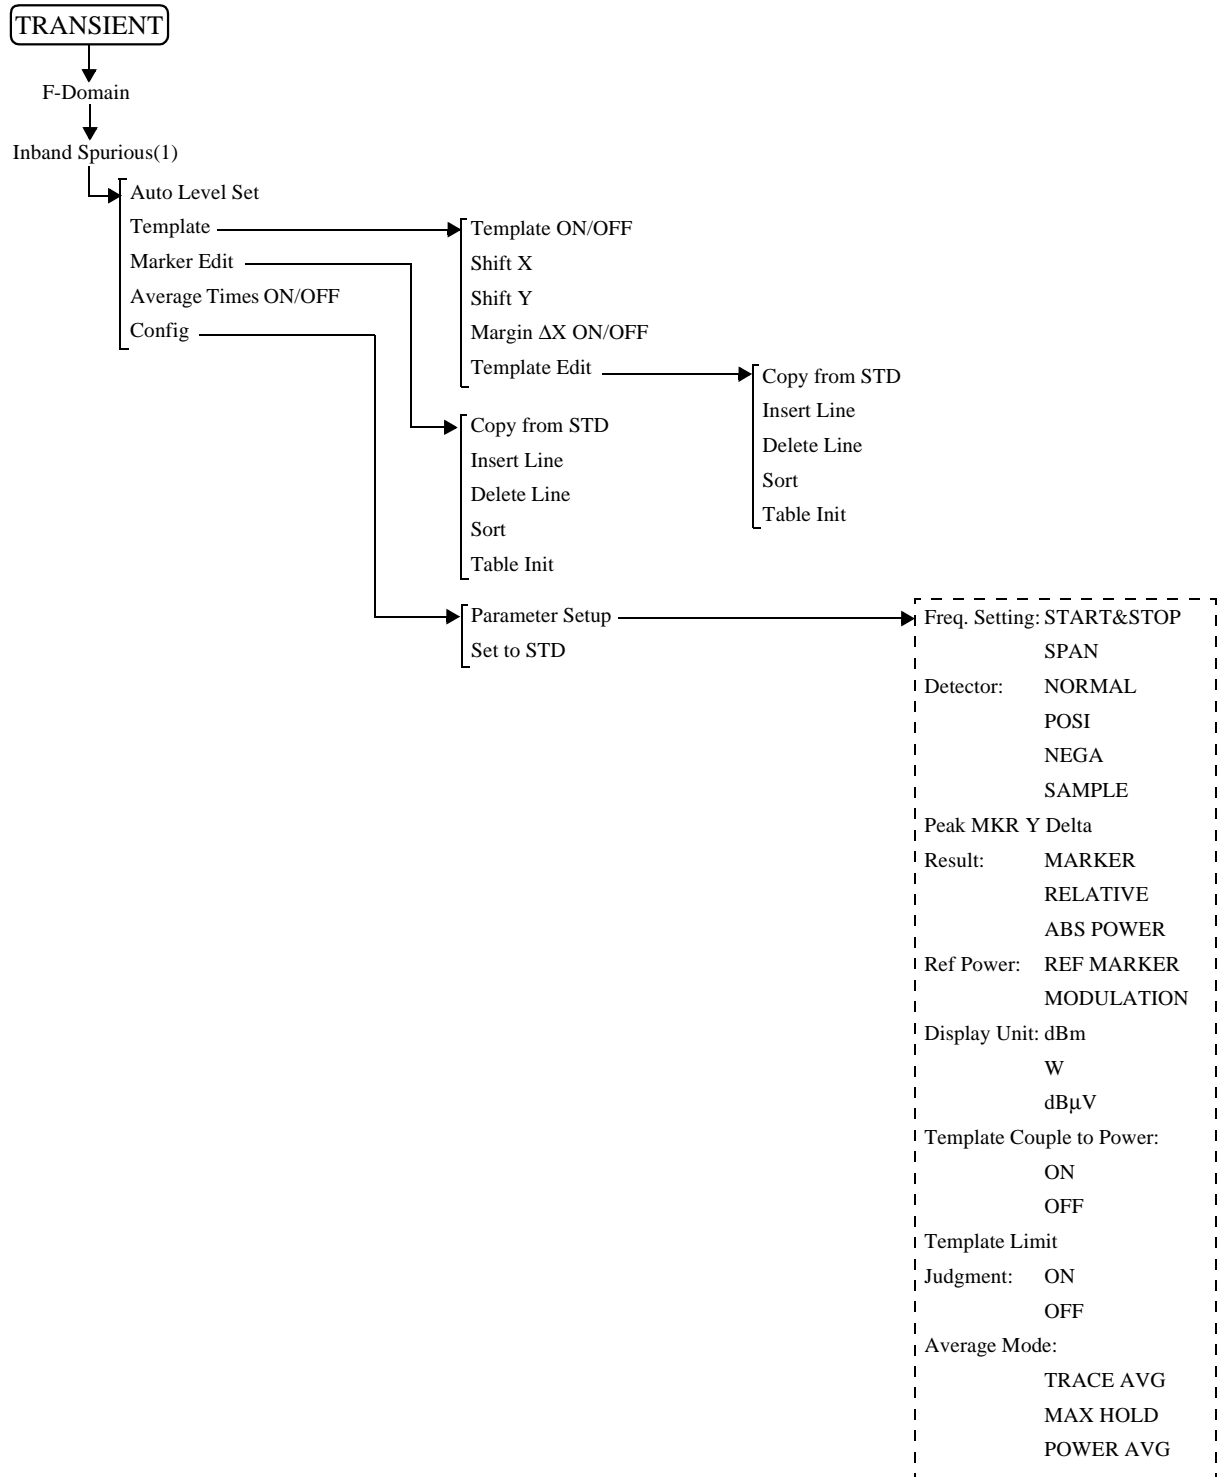 TRANSIENT
F-Domain
Inband Spurious(1)
Auto Level Set
Template
Marker Edit
Average Times ON/OFF
Config
Template ON/OFF
Shift X
Shift Y
Margin ΔX ON/OFF
Template Edit
Copy from STD
Insert Line
Delete Line
Sort
Table Init
Copy from STD
Insert Line
Delete Line
Sort
Table Init
Parameter Setup
Set to STD
Freq. Setting: START&STOP
SPAN
Detector: NORMAL
POSI
NEGA
SAMPLE
Peak MKR Y Delta
Result: MARKER
RELATIVE
ABS POWER
Ref Power: REF MARKER
MODULATION
Display Unit: dBm
W
dBμV
Template Couple to Power:
ON
OFF
Template Limit
Judgment: ON
OFF
Average Mode:
TRACE AVG
MAX HOLD
POWER AVG